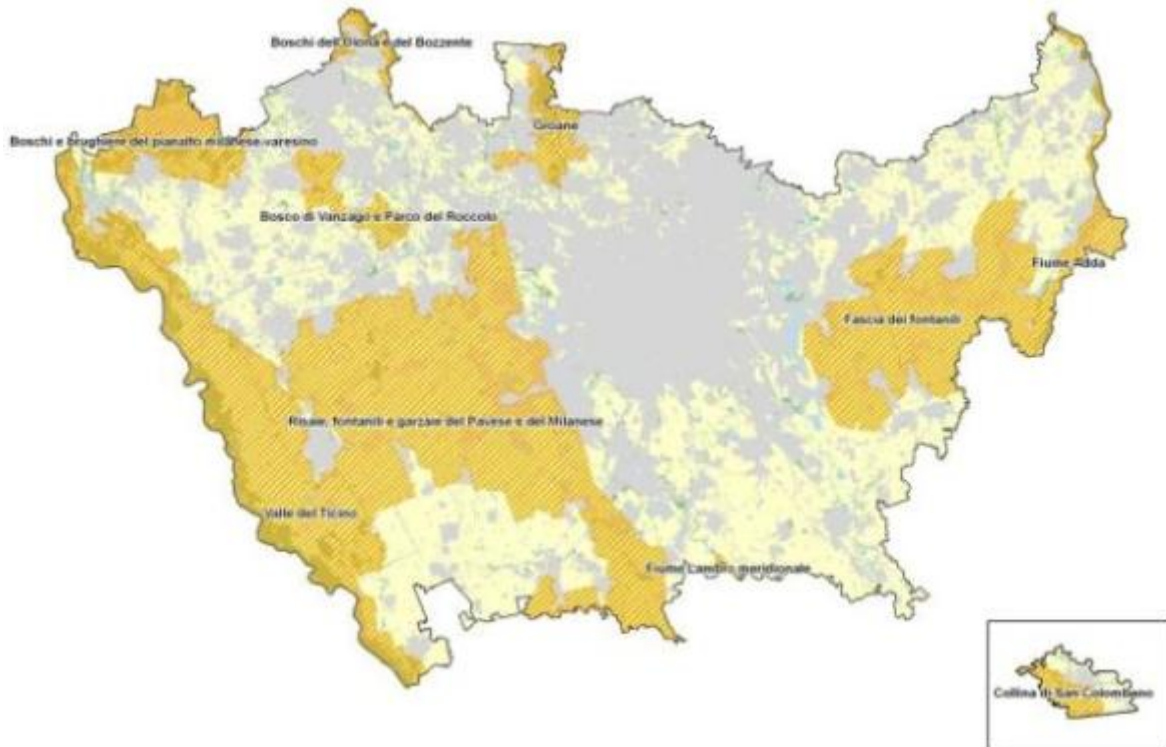 Boschi dell'Olona e del Bozzente
Groane
Boschi e brughiere del pianalto milanese-varesino
Bosco di Vanzago e Parco del Roccolo
Fiume Adda
Fascia dei fontanili
Risaie, fontanili e garzaie del Pavese e del Milanese
Valle del Ticino
Fiume Lambro meridionale
Collina di San Colombano